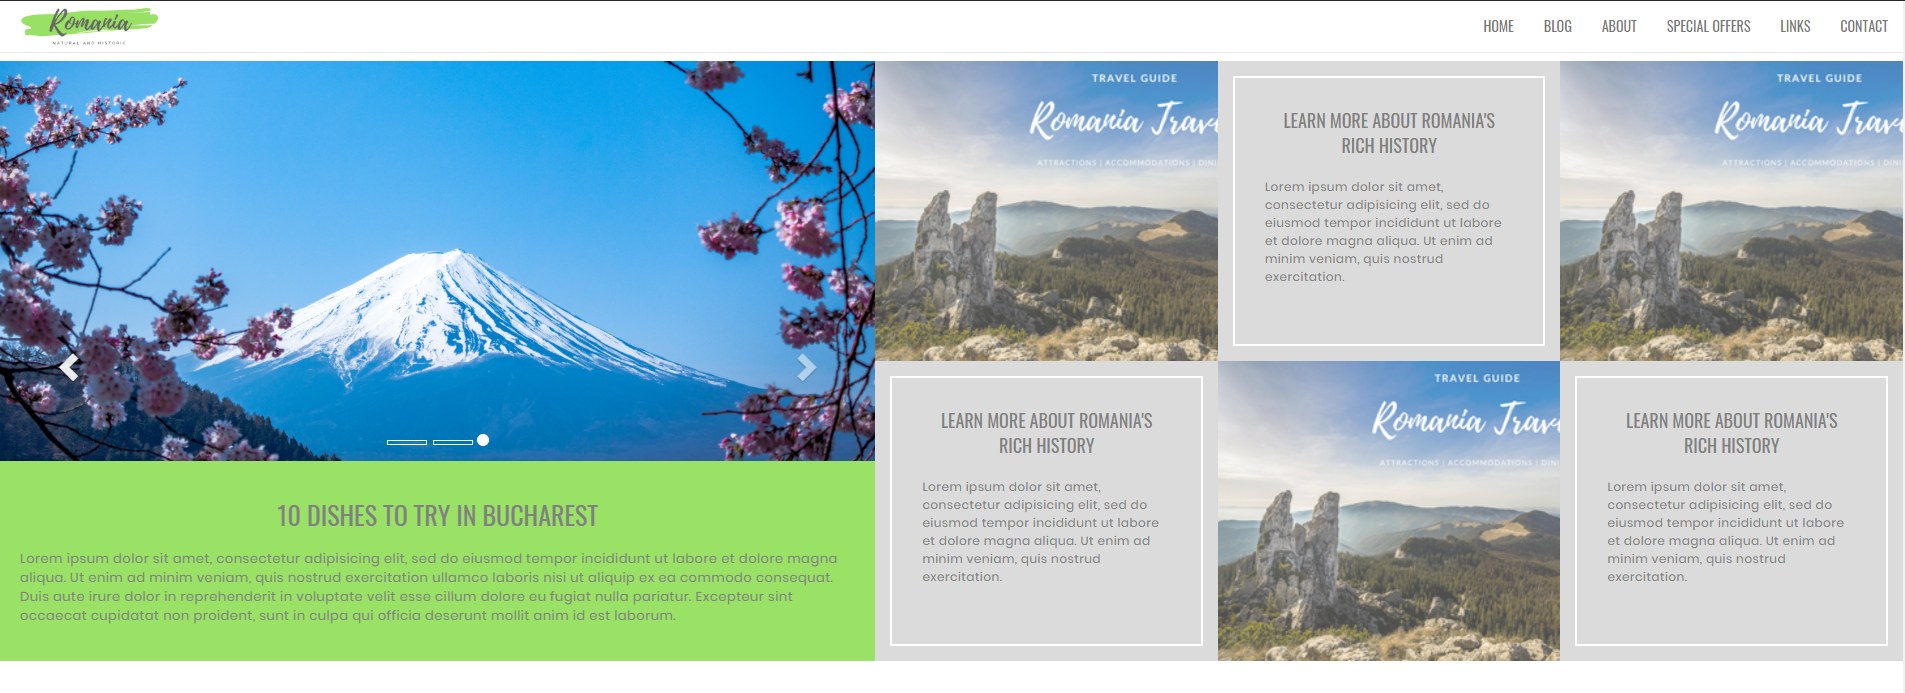 Romania
NATURAL AND HISTORIC
HOME BLOG ABOUT SPECIAL OFFERS LINKS CONTACT
10 DISHES TO TRY IN BUCHAREST
Lorem ipsum dolor sit amet, consectetur adipisicing elit, sed do eiusmod tempor incididunt ut labore et dolore magna
aliqua. Ut enim ad minim veniam, quis nostrud exercitation ullamco laboris nisi ut aliquip ex ea commodo consequat.
Duis aute irure dolor in reprehenderit in voluptate velit esse cillum dolore eu fugiat nulla pariatur. Excepteur sint
occaecat cupidatat non proident, sunt in culpa qui officia deserunt mollit anim id est laborum.
TRAVEL GUIDE
Romania Trave
ATTRACTIONS | ACCOMMODATIONS | DINI
LEARN MORE ABOUT ROMANIA'S
RICH HISTORY
Lorem ipsum dolor sit amet,
consectetur adipisicing elit, sed do
eiusmod tempor incididunt ut labore
et dolore magna aliqua. Ut enim ad
minim veniam, quis nostrud
exercitation.
TRAVEL GUIDE
Romania Trave
ATTRACTIONS | ACCOMMODATIONS | DINI
LEARN MORE ABOUT ROMANIA'S
RICH HISTORY
Lorem ipsum dolor sit amet,
consectetur adipisicing elit, sed do
eiusmod tempor incididunt ut labore
et dolore magna aliqua. Ut enim ad
minim veniam, quis nostrud
exercitation.
TRAVEL GUIDE
Romania Trave
ATTRACTIONS | ACCOMMODATIONS | DINI
LEARN MORE ABOUT ROMANIA'S
RICH HISTORY
Lorem ipsum dolor sit amet,
consectetur adipisicing elit, sed do
eiusmod tempor incididunt ut labore
et dolore magna aliqua. Ut enim ad
minim veniam, quis nostrud
exercitation.